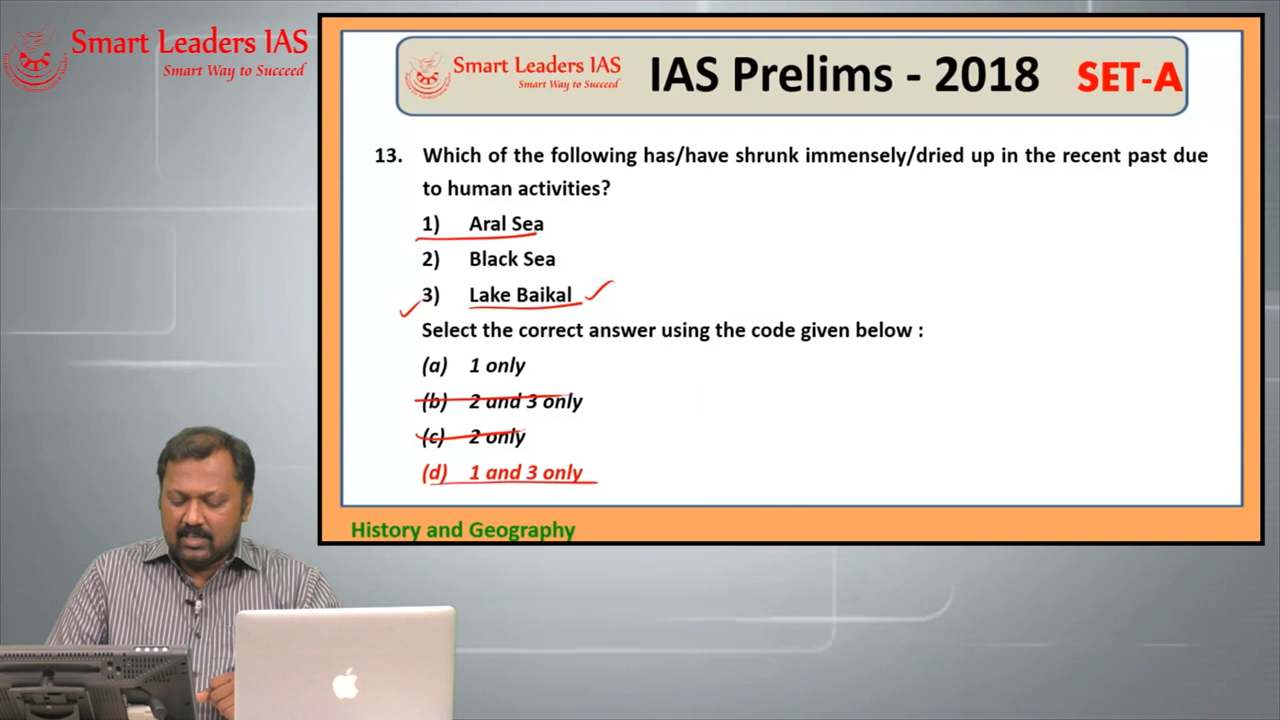 Smart Leaders IAS
Smart Way to Succeed
Smart Leaders IAS
Smart Way to Succeed
IAS Prelims - 2018 SET-A
13. Which of the following has/have shrunk immensely/dried up in the recent past due
to human activities?
1) Aral Sea
2) Black Sea
3) Lake Baikal
Select the correct answer using the code given below :
(a) 1 only
(b) 2 and 3 only
(c) 2 only
(d) 1 and 3 only
History and Geography